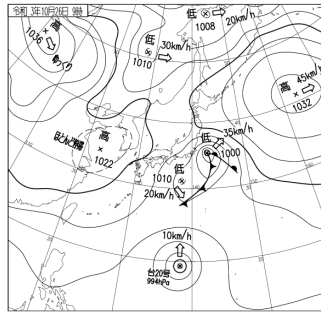 令和 3年10月26日 9時
低
1008
20km/h
高
1036
ゆっくり
低
1010
30km/h
高
45km/h
1032
ほとんど停滞
高
1022
低
35km/h
1000
低
1010
20km/h
10km/h
台20号
994hPa